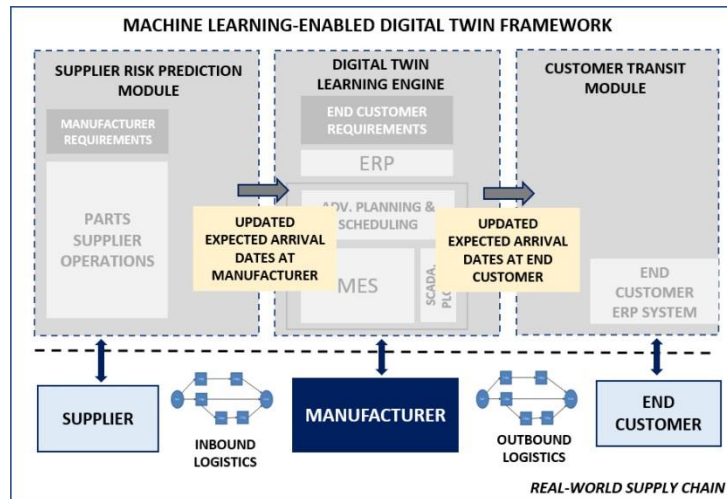 MACHINE LEARNING-ENABLED DIGITAL TWIN FRAMEWORK
SUPPLIER RISK PREDICTION
MODULE
MANUFACTURER
REQUIREMENTS
PARTS
SUPPLIER
OPERATIONS
UPDATED
EXPECTED ARRIVAL
DATES AT
MANUFACTURER
DIGITAL TWIN
LEARNING ENGINE
END CUSTOMER
REQUIREMENTS
ERP
ADV. PLANNING &
SCHEDULING
MES
SCADA,
UPDATED
EXPECTED ARRIVAL
DATES AT END
CUSTOMER
CUSTOMER TRANSIT
MODULE
END
CUSTOMER
ERP SYSTEM
SUPPLIER
INBOUND
LOGISTICS
MANUFACTURER
OUTBOUND
LOGISTICS
END
CUSTOMER
REAL-WORLD SUPPLY CHAIN